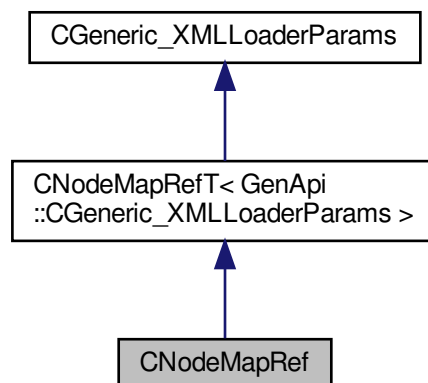 CGeneric_XMLLoaderParams
CNodeMapRefT< GenApi
::CGeneric_XMLLoaderParams >
CNodeMapRef